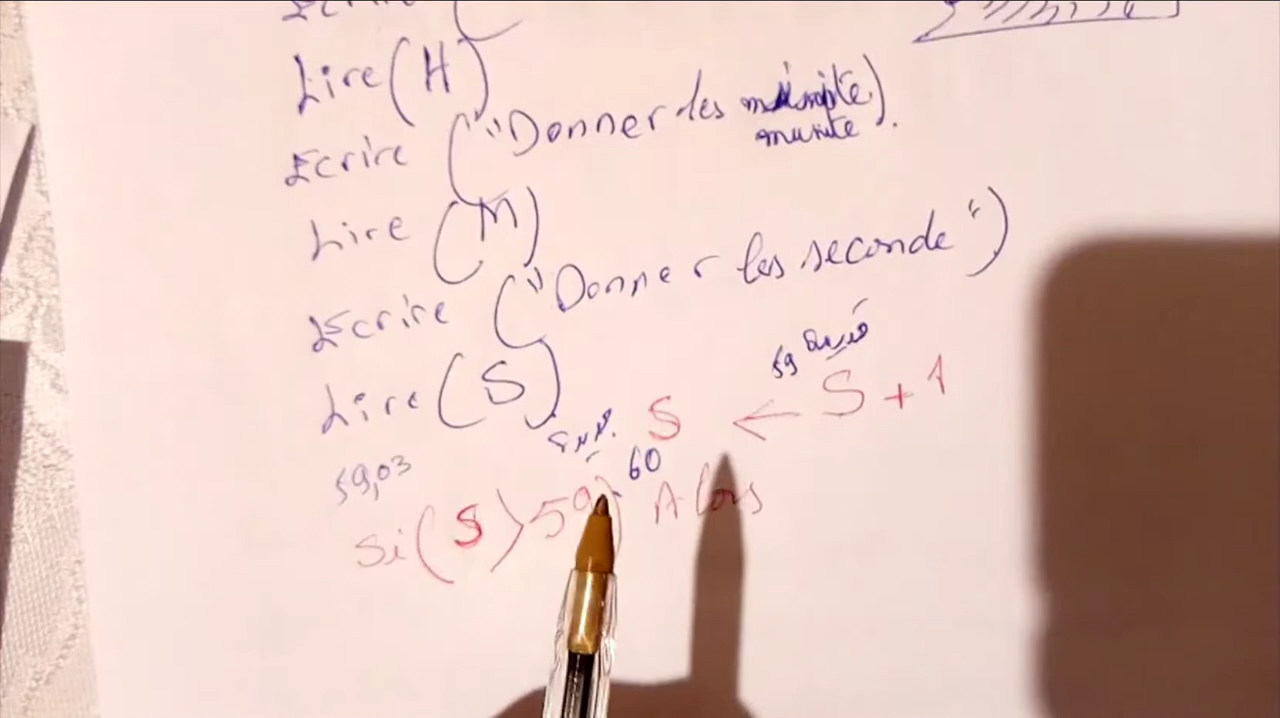 Lire (H)
Ecrire ("Donner les minute)
munite .
Lire (M)
Ecrire ("Donner les seconde")
Lire (S)
59
S ← S + 1
60
59,03
Si (S > 59) Alors